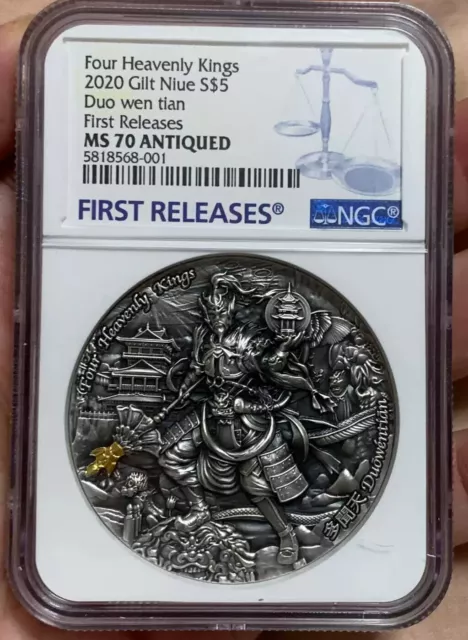 Four Heavenly Kings
2020 Gilt Niue S$5
Duo wen tian
First Releases
MS 70 ANTIQUED
5818568-001
FIRST RELEASES®
NGC®
Four Heavenly Kings
多聞天 Duowéntian